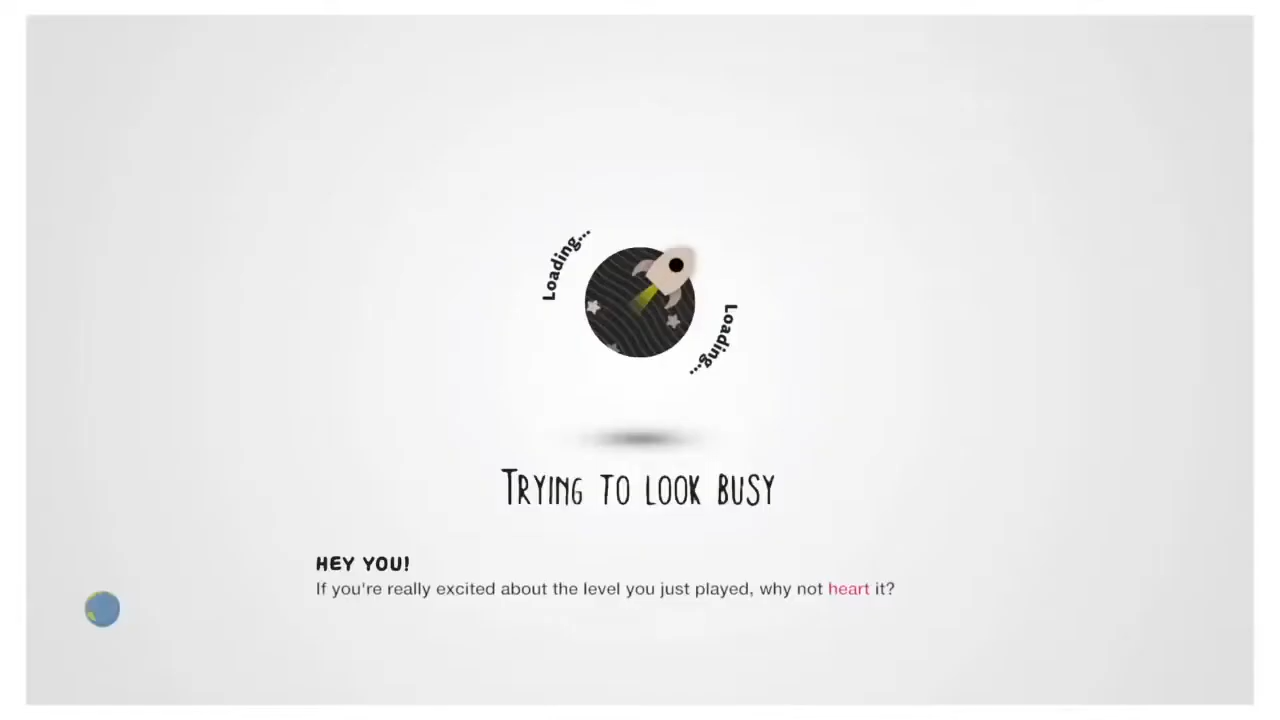 Loading...
Loading...
TRYING TO LOOK BUSY
HEY YOU!
If you're really excited about the level you just played, why not heart it?